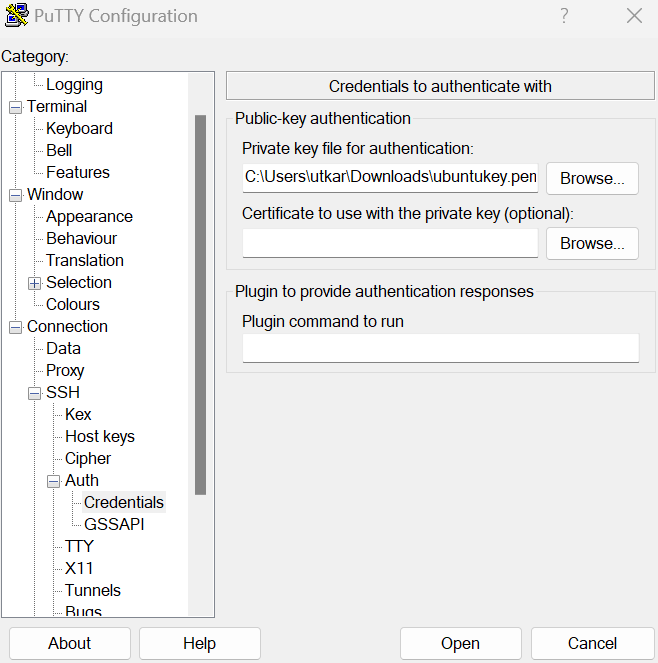 PuTTY Configuration
?
Category:
Logging
Terminal
Keyboard
Bell
Features
Window
Appearance
Behaviour
Translation
Selection
Colours
Connection
Data
Proxy
SSH
Kex
Host keys
Cipher
Auth
Credentials
GSSAPI
TTY
X11
Tunnels
Bugs
Credentials to authenticate with
Public-key authentication
Private key file for authentication:
C:\Users\utkar\Downloads\ubuntukey.pem
Browse...
Certificate to use with the private key (optional):
Browse...
Plugin to provide authentication responses
Plugin command to run
About
Help
Open
Cancel